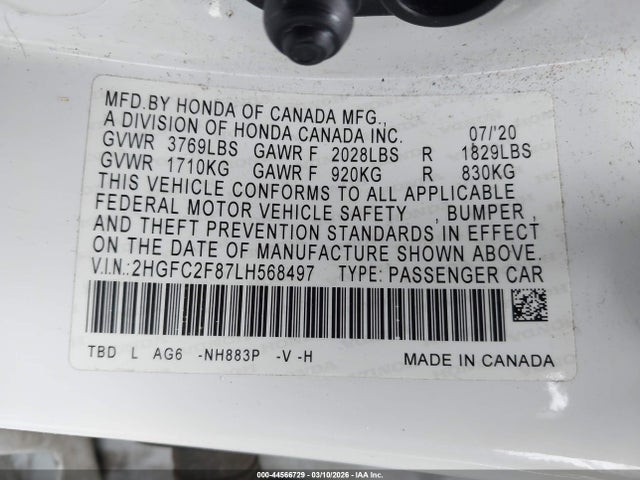 MFD.BY HONDA OF CANADA MFG.,
A DIVISION OF HONDA CANADA INC. 07/'20
GVWR 3769LBS GAWR F 2028LBS R 1829LBS
GVWR 1710KG GAWR F 920KG R 830KG
THIS VEHICLE CONFORMS TO ALL APPLICABLE
FEDERAL MOTOR VEHICLE SAFETY , BUMPER ,
AND THEFT PREVENTION STANDARDS IN EFFECT
ON THE DATE OF MANUFACTURE SHOWN ABOVE.
V.I.N.:2HGFC2F87LH568497 TYPE: PASSENGER CAR
TBD L AG6 -NH883P -V -H MADE IN CANADA
000-44566729 - 03/10/2026 - IAA Inc.